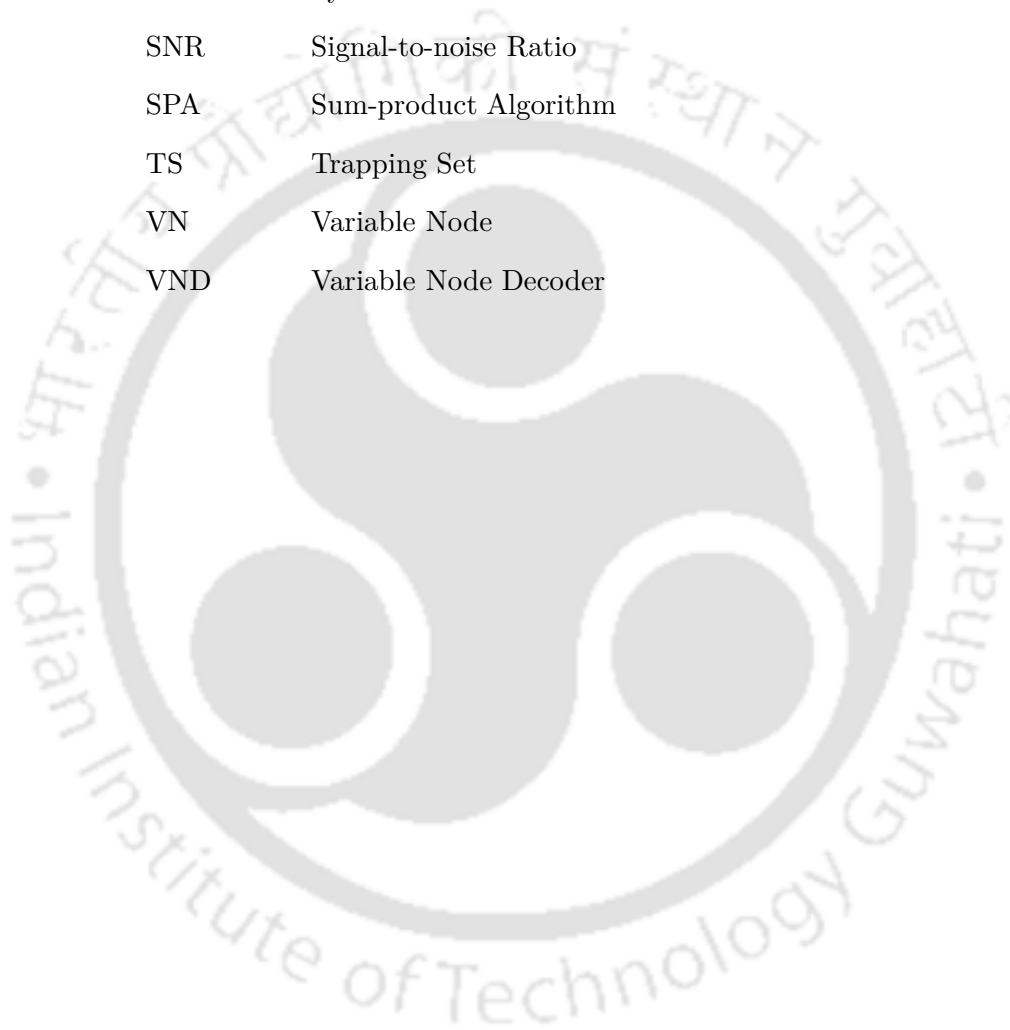 SNR Signal-to-noise Ratio
SPA Sum-product Algorithm
TS Trapping Set
VN Variable Node
VND Variable Node Decoder
भारतीय प्रौद्योगिकी संस्थान गुवाहाटी
• Indian Institute of Technology Guwahati •